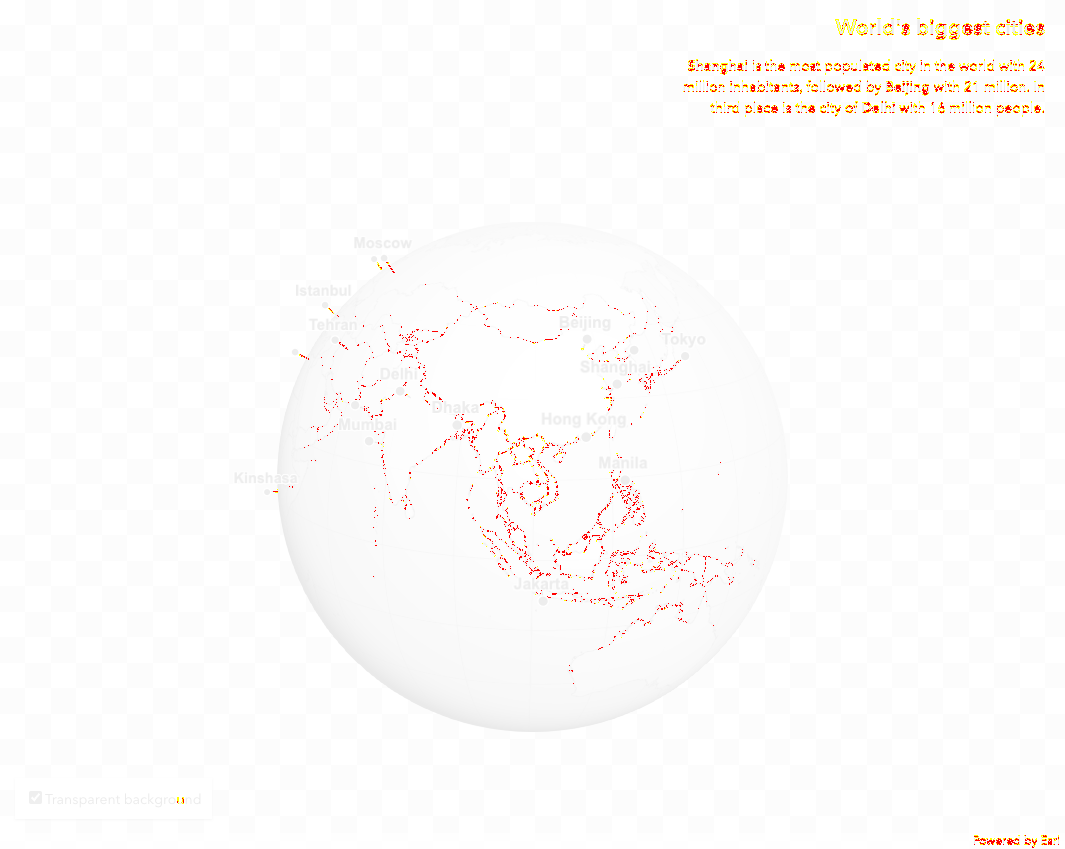 World's biggest cities
Shanghai is the most populated city in the world with 24
million inhabitants, followed by Beijing with 21 million. In
third place is the city of Delhi with 16 million people.
Moscow
Istanbul
Tehran
Beijing
Tokyo
Shanghai
Delhi
Dhaka
Mumbai
Hong Kong
Manila
Kinshasa
Jakarta
Transparent background
Powered by Esri